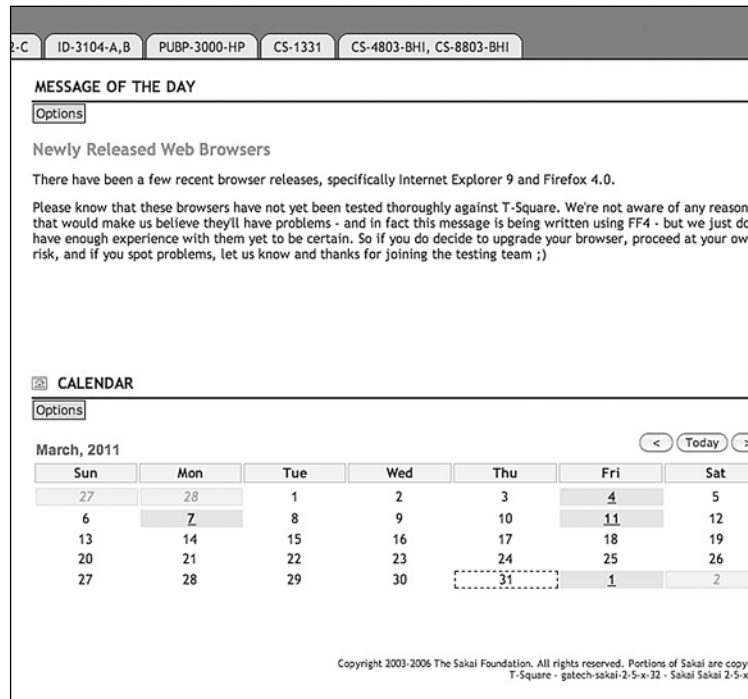 2-C ID-3104-A,B PUBP-3000-HP CS-1331 CS-4803-BHI, CS-8803-BHI
MESSAGE OF THE DAY
Options
Newly Released Web Browsers
There have been a few recent browser releases, specifically Internet Explorer 9 and Firefox 4.0.
Please know that these browsers have not yet been tested thoroughly against T-Square. We're not aware of any reason
that would make us believe they'll have problems - and in fact this message is being written using FF4 - but we just do
have enough experience with them yet to be certain. So if you do decide to upgrade your browser, proceed at your ow
risk, and if you spot problems, let us know and thanks for joining the testing team ;)
CALENDAR
Options
March, 2011 < Today >
Sun Mon Tue Wed Thu Fri Sat
27 28 1 2 3 4 5
6 7 8 9 10 11 12
13 14 15 16 17 18 19
20 21 22 23 24 25 26
27 28 29 30 31 1 2
Copyright 2003-2006 The Sakai Foundation. All rights reserved. Portions of Sakai are copy
T-Square - gatech-sakai-2-5-x-32 - Sakai Sakai 2-5-x